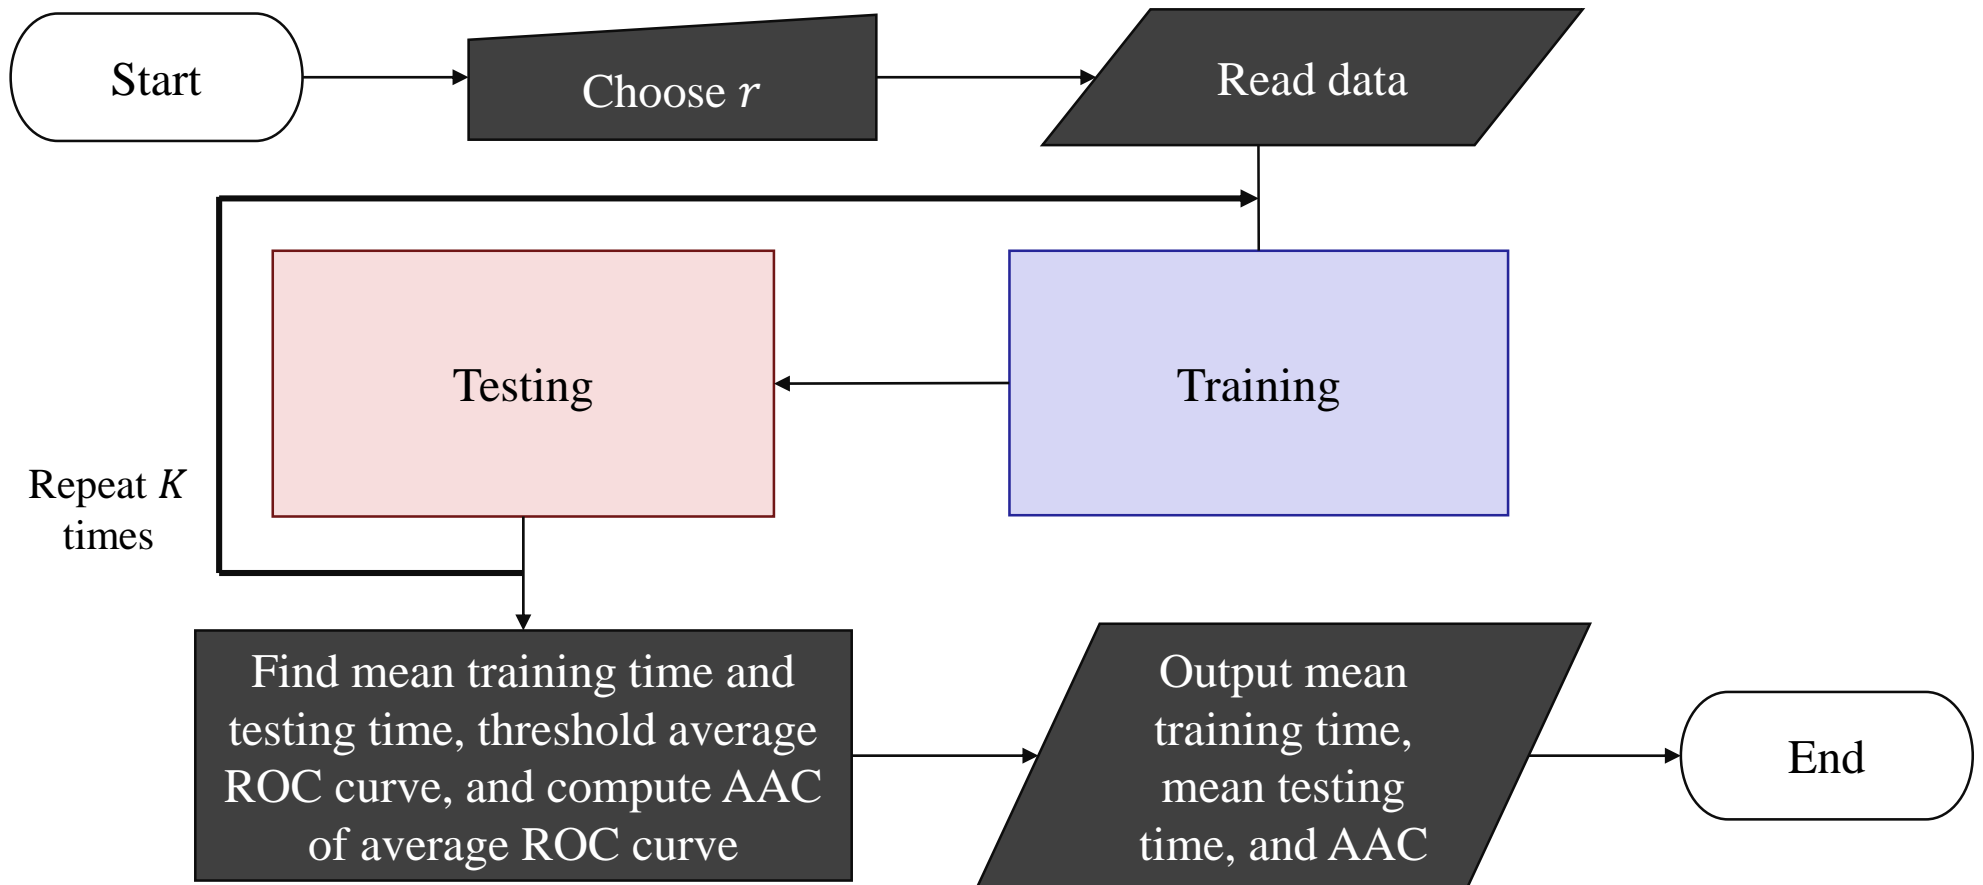 Start
Choose r
Read data
Testing
Training
Repeat K
times
Find mean training time and
testing time, threshold average
ROC curve, and compute AAC
of average ROC curve
Output mean
training time,
mean testing
time, and AAC
End